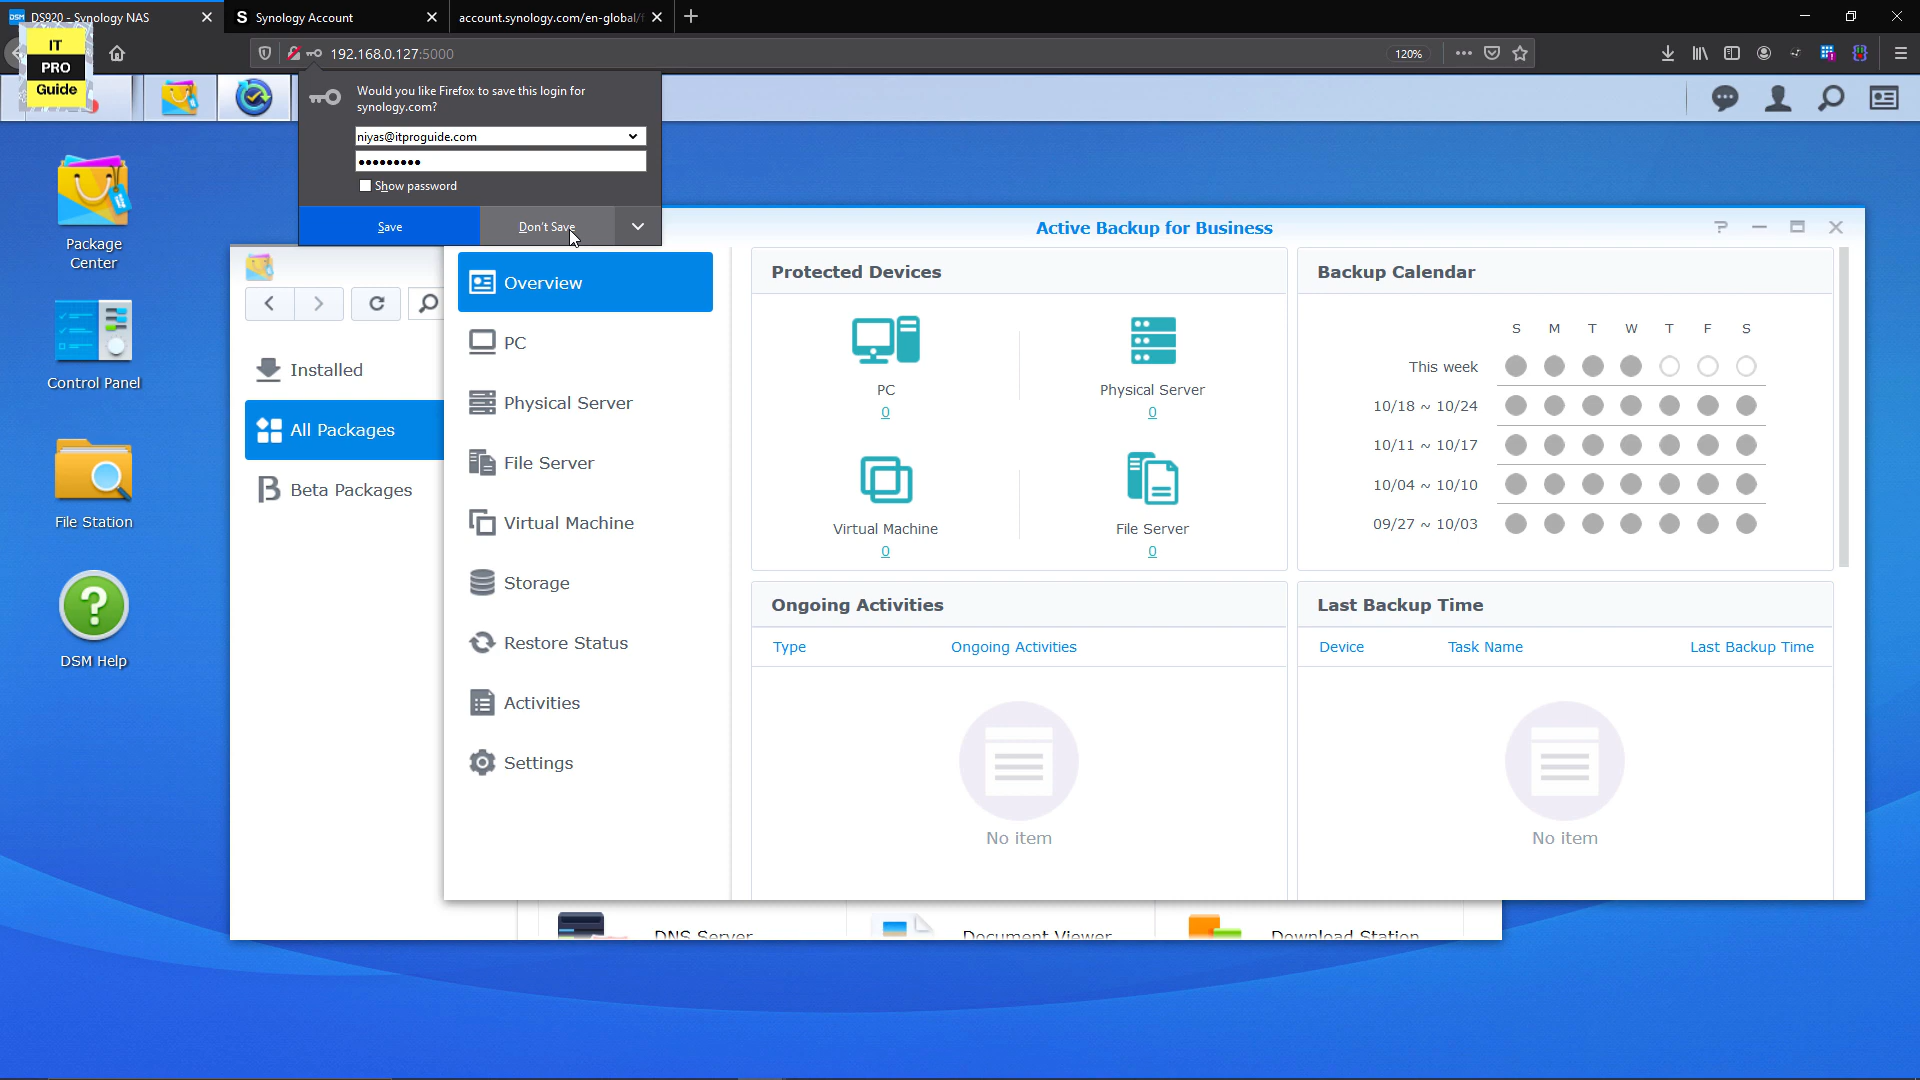 DSM DS920 - Synology NAS
S Synology Account
account.synology.com/en-global/
192.168.0.127:5000
120%
IT
PRO
Guide
Would you like Firefox to save this login for
synology.com?
niyas@itproguide.com
Show password
Save
Don't Save
Package
Center
Control Panel
File Station
DSM Help
Installed
All Packages
Beta Packages
Active Backup for Business
Overview
PC
Physical Server
File Server
Virtual Machine
Storage
Restore Status
Activities
Settings
Protected Devices
PC
0
Physical Server
0
Virtual Machine
0
File Server
0
Backup Calendar
S M T W T F S
This week
10/18 ~ 10/24
10/11 ~ 10/17
10/04 ~ 10/10
09/27 ~ 10/03
Ongoing Activities
Type Ongoing Activities
No item
Last Backup Time
Device Task Name Last Backup Time
No item
DNS Server
Document Viewer
Download Station